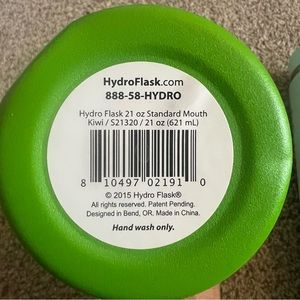 HydroFlask.com
888-58-HYDRO
Hydro Flask 21 oz Standard Mouth
Kiwi / S21320 / 21 oz (621 mL)
8 10497 02191 0
© 2015 Hydro Flask®
All rights reserved. Patent Pending.
Designed in Bend, OR. Made in China.
Hand wash only.